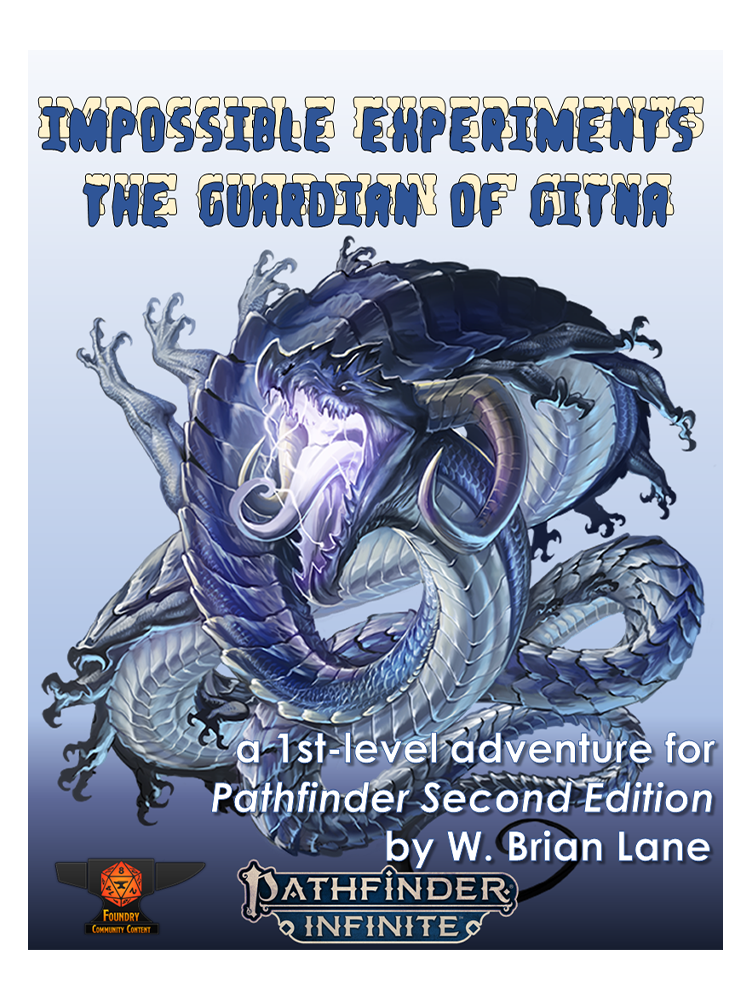 IMPOSSIBLE EXPERIMENTS
THE GUARDIAN OF GITNA
a 1st-level adventure for
Pathfinder Second Edition
by W. Brian Lane
FOUNDRY
COMMUNITY CONTENT
PATHFINDER
INFINITE